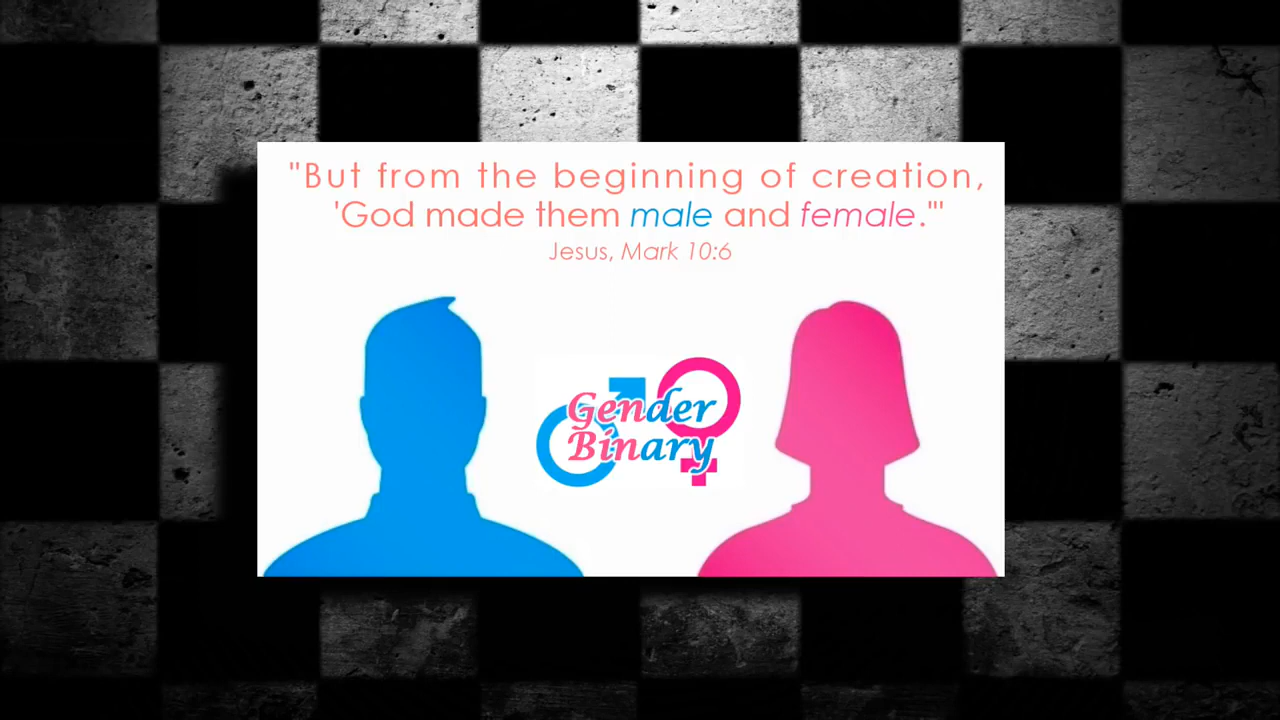 "But from the beginning of creation,
'God made them male and female.'"
Jesus, Mark 10:6
Gender
Binary